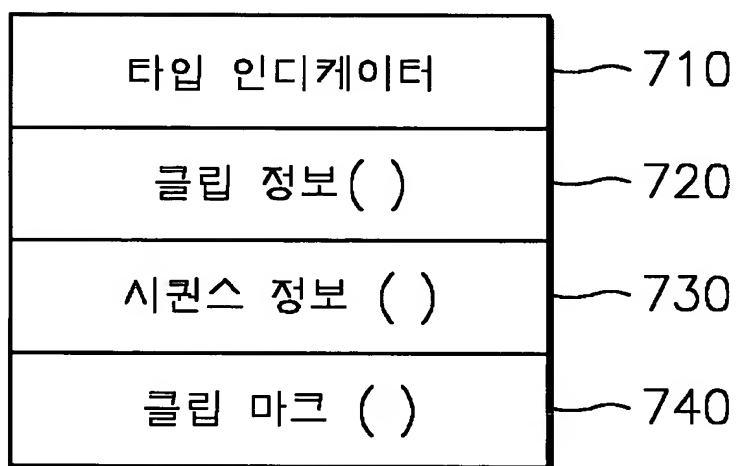 타입 인디케이터 710
클립 정보( ) 720
시퀀스 정보 ( ) 730
클립 마크 ( ) 740